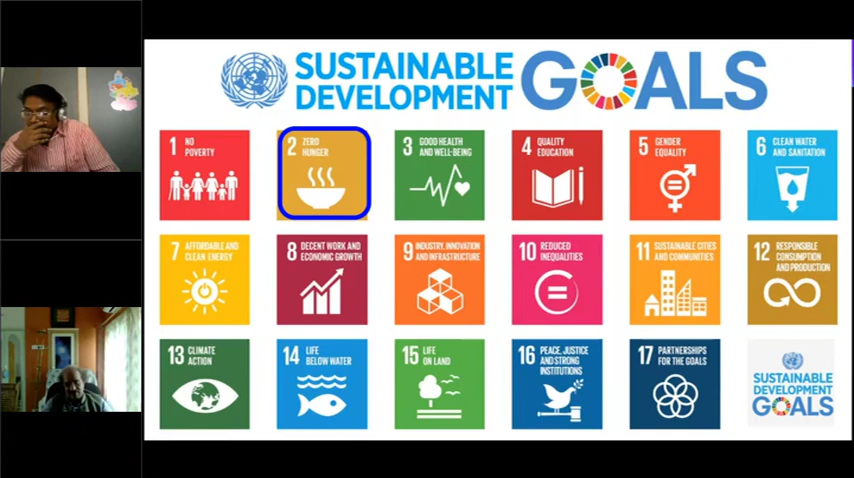 SUSTAINABLE
DEVELOPMENT
GOALS
1 NO
POVERTY
2 ZERO
HUNGER
3 GOOD HEALTH
AND WELL-BEING
4 QUALITY
EDUCATION
5 GENDER
EQUALITY
6 CLEAN WATER
AND SANITATION
7 AFFORDABLE AND
CLEAN ENERGY
8 DECENT WORK AND
ECONOMIC GROWTH
9 INDUSTRY, INNOVATION
AND INFRASTRUCTURE
10 REDUCED
INEQUALITIES
11 SUSTAINABLE CITIES
AND COMMUNITIES
12 RESPONSIBLE
CONSUMPTION
AND PRODUCTION
13 CLIMATE
ACTION
14 LIFE
BELOW WATER
15 LIFE
ON LAND
16 PEACE, JUSTICE
AND STRONG
INSTITUTIONS
17 PARTNERSHIPS
FOR THE GOALS
SUSTAINABLE
DEVELOPMENT
GOALS